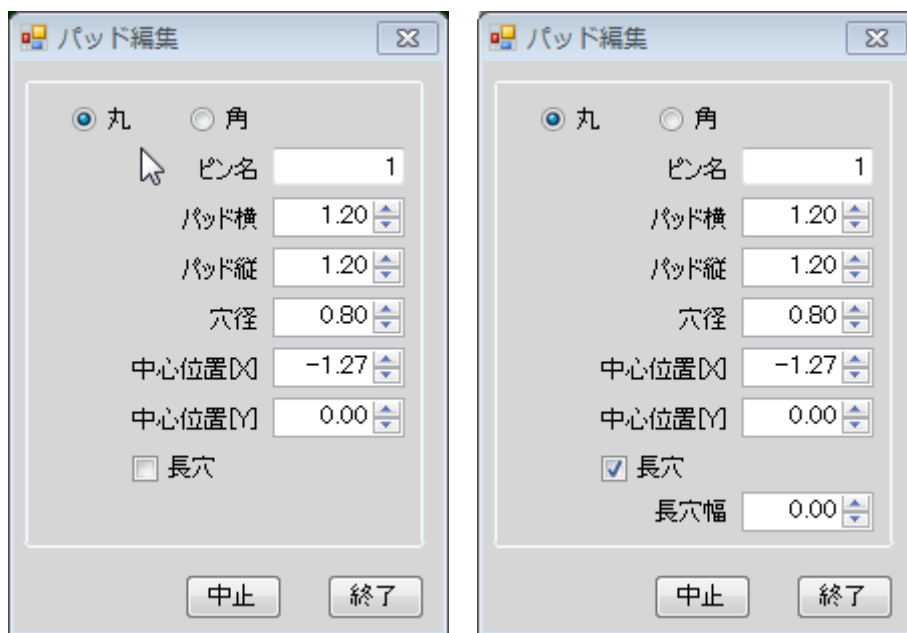 パッド編集
丸 角
ピン名 1
パッド横 1.20
パッド縦 1.20
穴径 0.80
中心位置[X] -1.27
中心位置[Y] 0.00
長穴
中止 終了
パッド編集
丸 角
ピン名 1
パッド横 1.20
パッド縦 1.20
穴径 0.80
中心位置[X] -1.27
中心位置[Y] 0.00
長穴
長穴幅 0.00
中止 終了